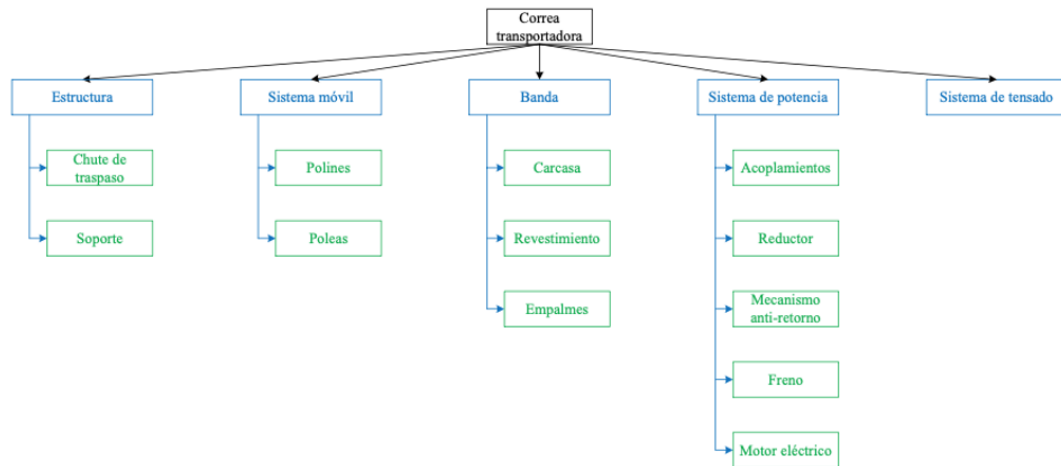 Correa
transportadora
Estructura
Sistema móvil
Banda
Sistema de potencia
Sistema de tensado
Chute de
traspaso
Polines
Carcasa
Acoplamientos
Soporte
Poleas
Revestimiento
Reductor
Empalmes
Mecanismo
anti-retorno
Freno
Motor eléctrico